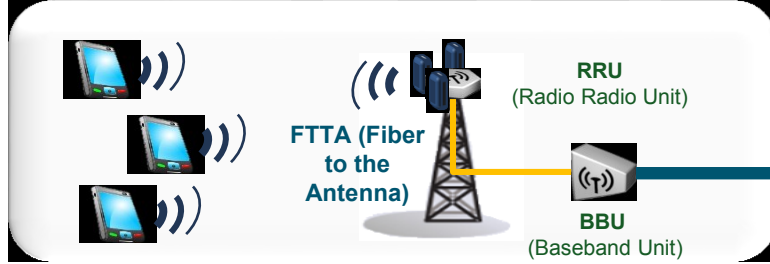 RRU
(Radio Radio Unit)
FTTA (Fiber
to the
Antenna)
BBU
(Baseband Unit)